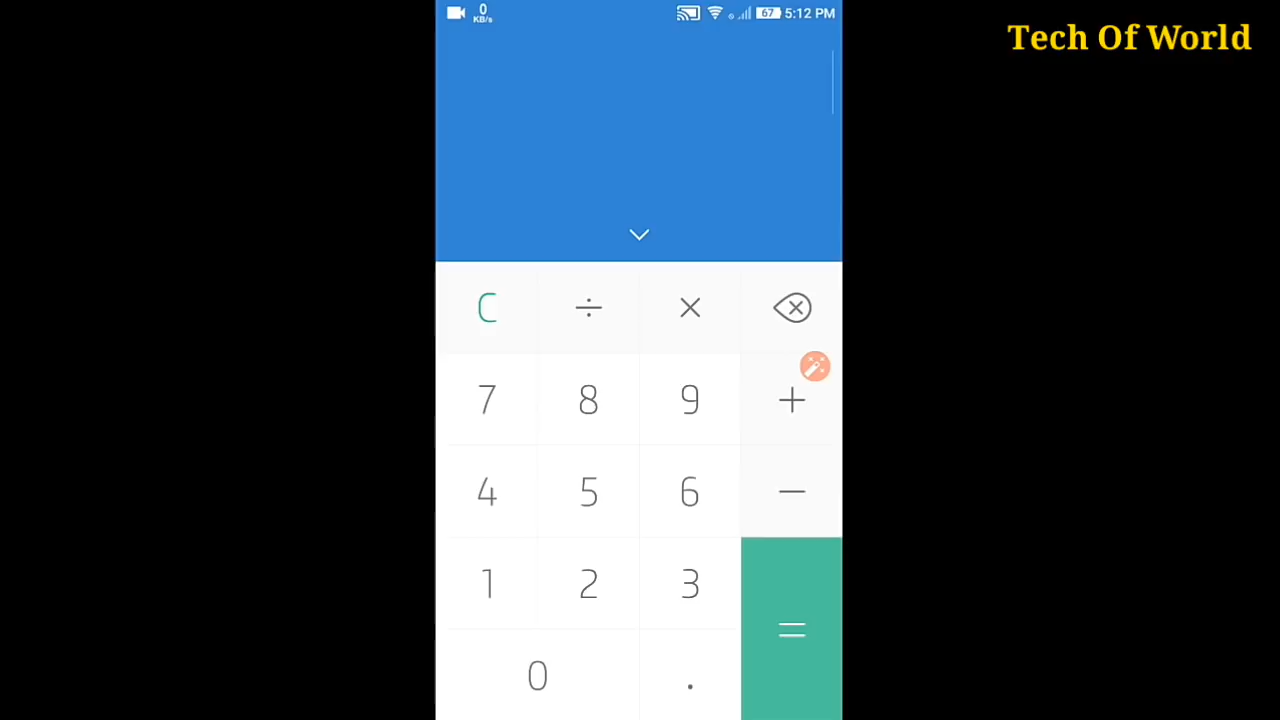 0
KB/s
67 5:12 PM
Tech Of World
C ÷ ×
7 8 9 +
4 5 6 −
1 2 3
=
0 .